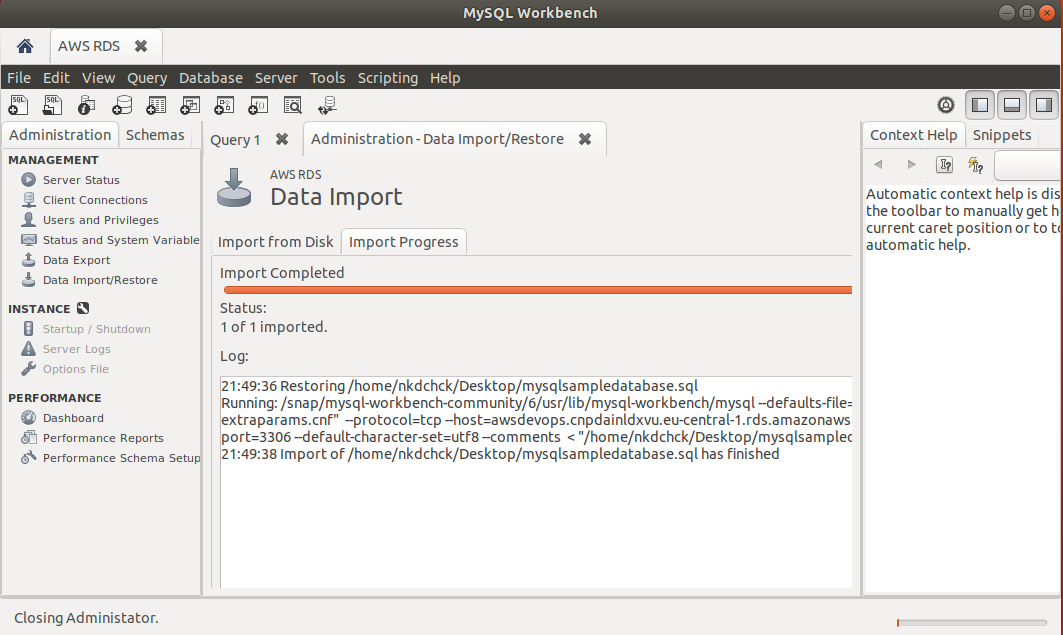 MySQL Workbench
AWS RDS
File Edit View Query Database Server Tools Scripting Help
Administration Schemas
MANAGEMENT
Server Status
Client Connections
Users and Privileges
Status and System Variable
Data Export
Data Import/Restore
INSTANCE
Startup / Shutdown
Server Logs
Options File
PERFORMANCE
Dashboard
Performance Reports
Performance Schema Setup
Query 1 Administration - Data Import/Restore
AWS RDS
Data Import
Import from Disk Import Progress
Import Completed
Status:
1 of 1 imported.
Log:
21:49:36 Restoring /home/nkdchck/Desktop/mysqlsampledatabase.sql
Running: /snap/mysql-workbench-community/6/usr/lib/mysql-workbench/mysql --defaults-file=
extraparams.cnf" --protocol=tcp --host=awsdevops.cnpdainldxvu.eu-central-1.rds.amazonaws
port=3306 --default-character-set=utf8 --comments < "/home/nkdchck/Desktop/mysqlsamplec
21:49:38 Import of /home/nkdchck/Desktop/mysqlsampledatabase.sql has finished
Context Help Snippets
Automatic context help is dis
the toolbar to manually get h
current caret position or to to
automatic help.
Closing Administator.